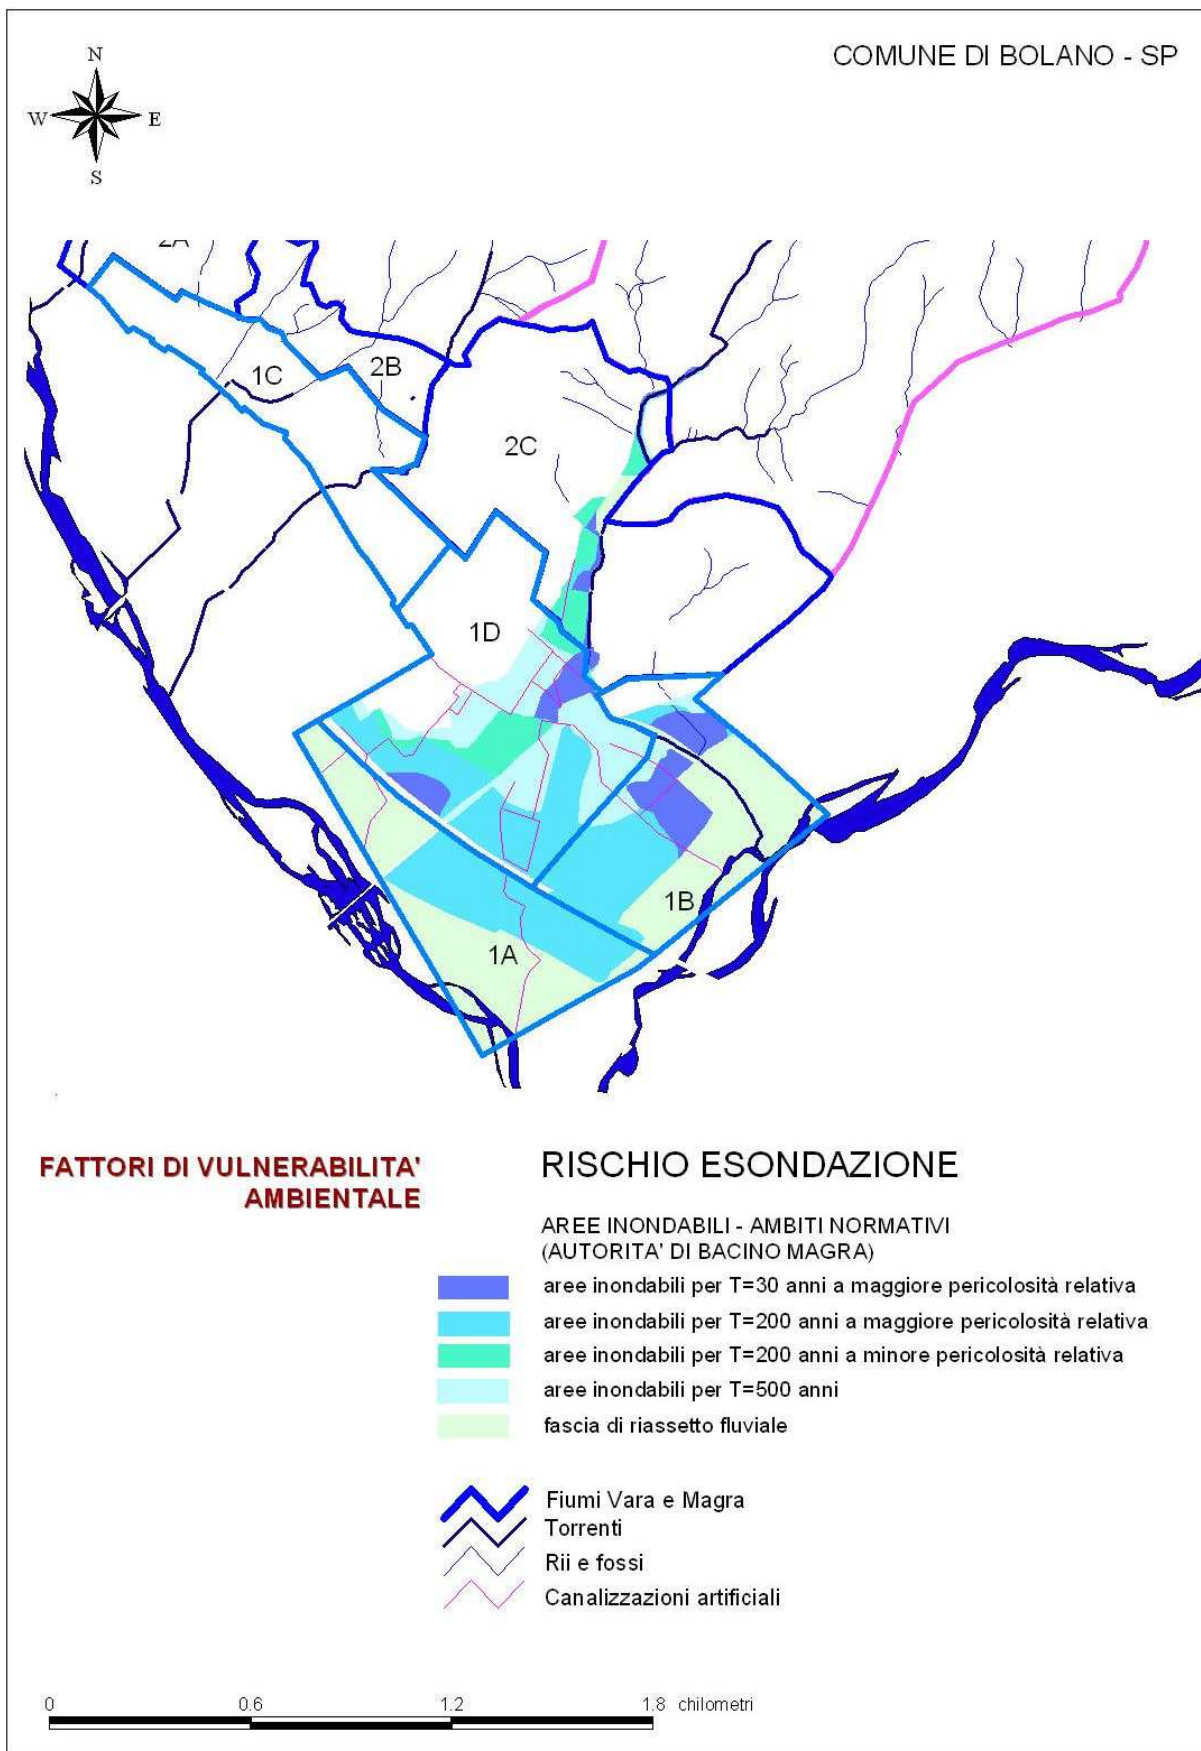 COMUNE DI BOLANO - SP
N
W
E
S
2A
1C
2B
2C
1D
1B
1A
FATTORI DI VULNERABILITA'
AMBIENTALE
RISCHIO ESONDAZIONE
AREE INONDABILI - AMBITI NORMATIVI
(AUTORITA' DI BACINO MAGRA)
aree inondabili per T=30 anni a maggiore pericolosità relativa
aree inondabili per T=200 anni a maggiore pericolosità relativa
aree inondabili per T=200 anni a minore pericolosità relativa
aree inondabili per T=500 anni
fascia di riassetto fluviale
Fiumi Vara e Magra
Torrenti
Rii e fossi
Canalizzazioni artificiali
0 0.6 1.2 1.8 chilometri